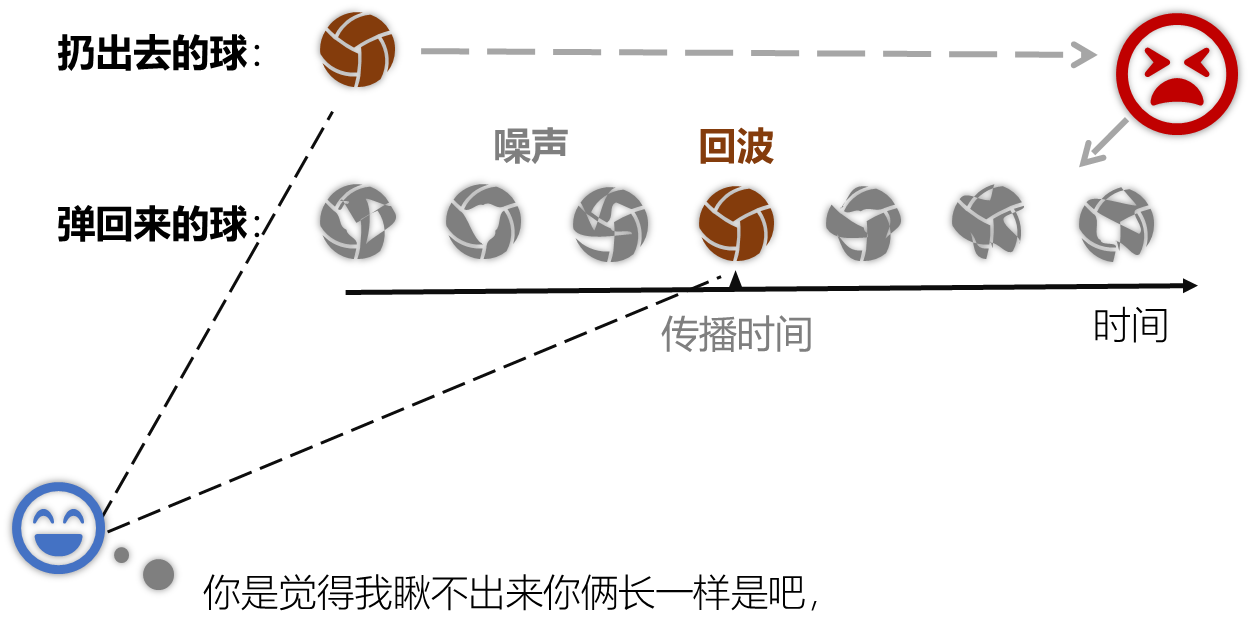 扔出去的球：
噪声
回波
弹回来的球：
传播时间
时间
你是觉得我瞅不出来你俩长一样是吧，